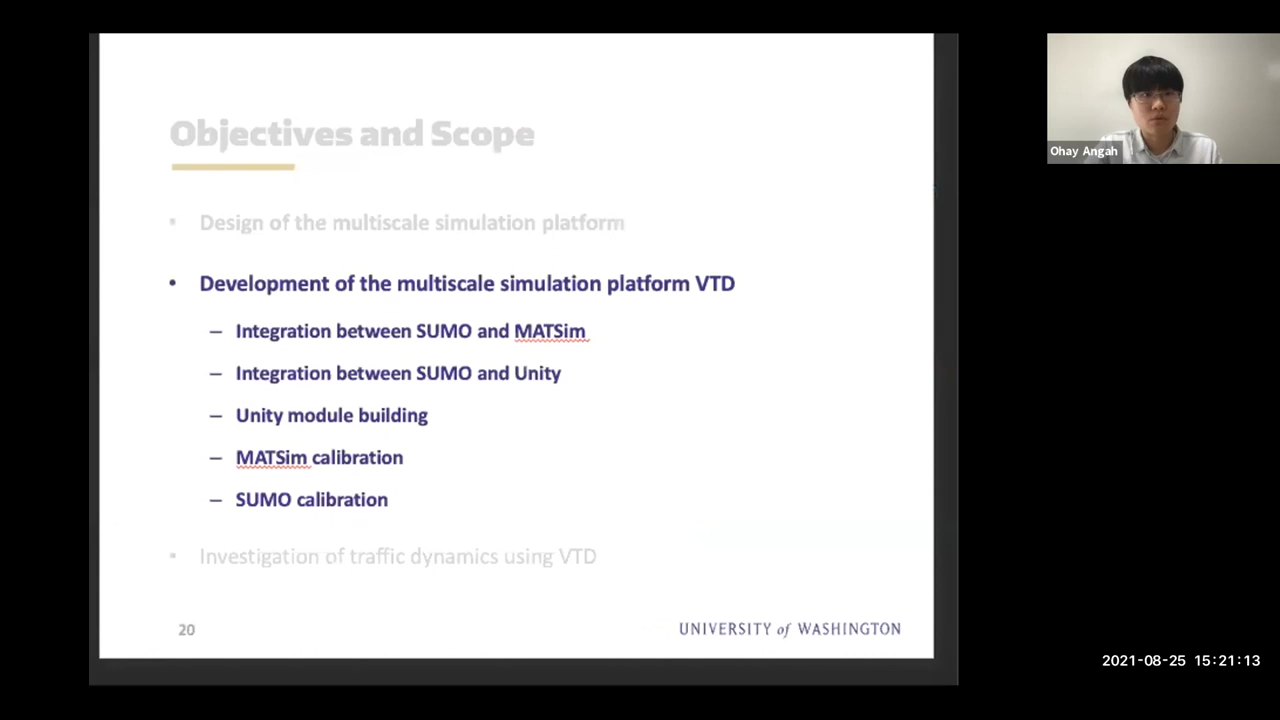 Objectives and Scope
• Design of the multiscale simulation platform
• Development of the multiscale simulation platform VTD
– Integration between SUMO and MATSim
– Integration between SUMO and Unity
– Unity module building
– MATSim calibration
– SUMO calibration
• Investigation of traffic dynamics using VTD
20
UNIVERSITY of WASHINGTON
Ohay Angah
2021-08-25 15:21:13